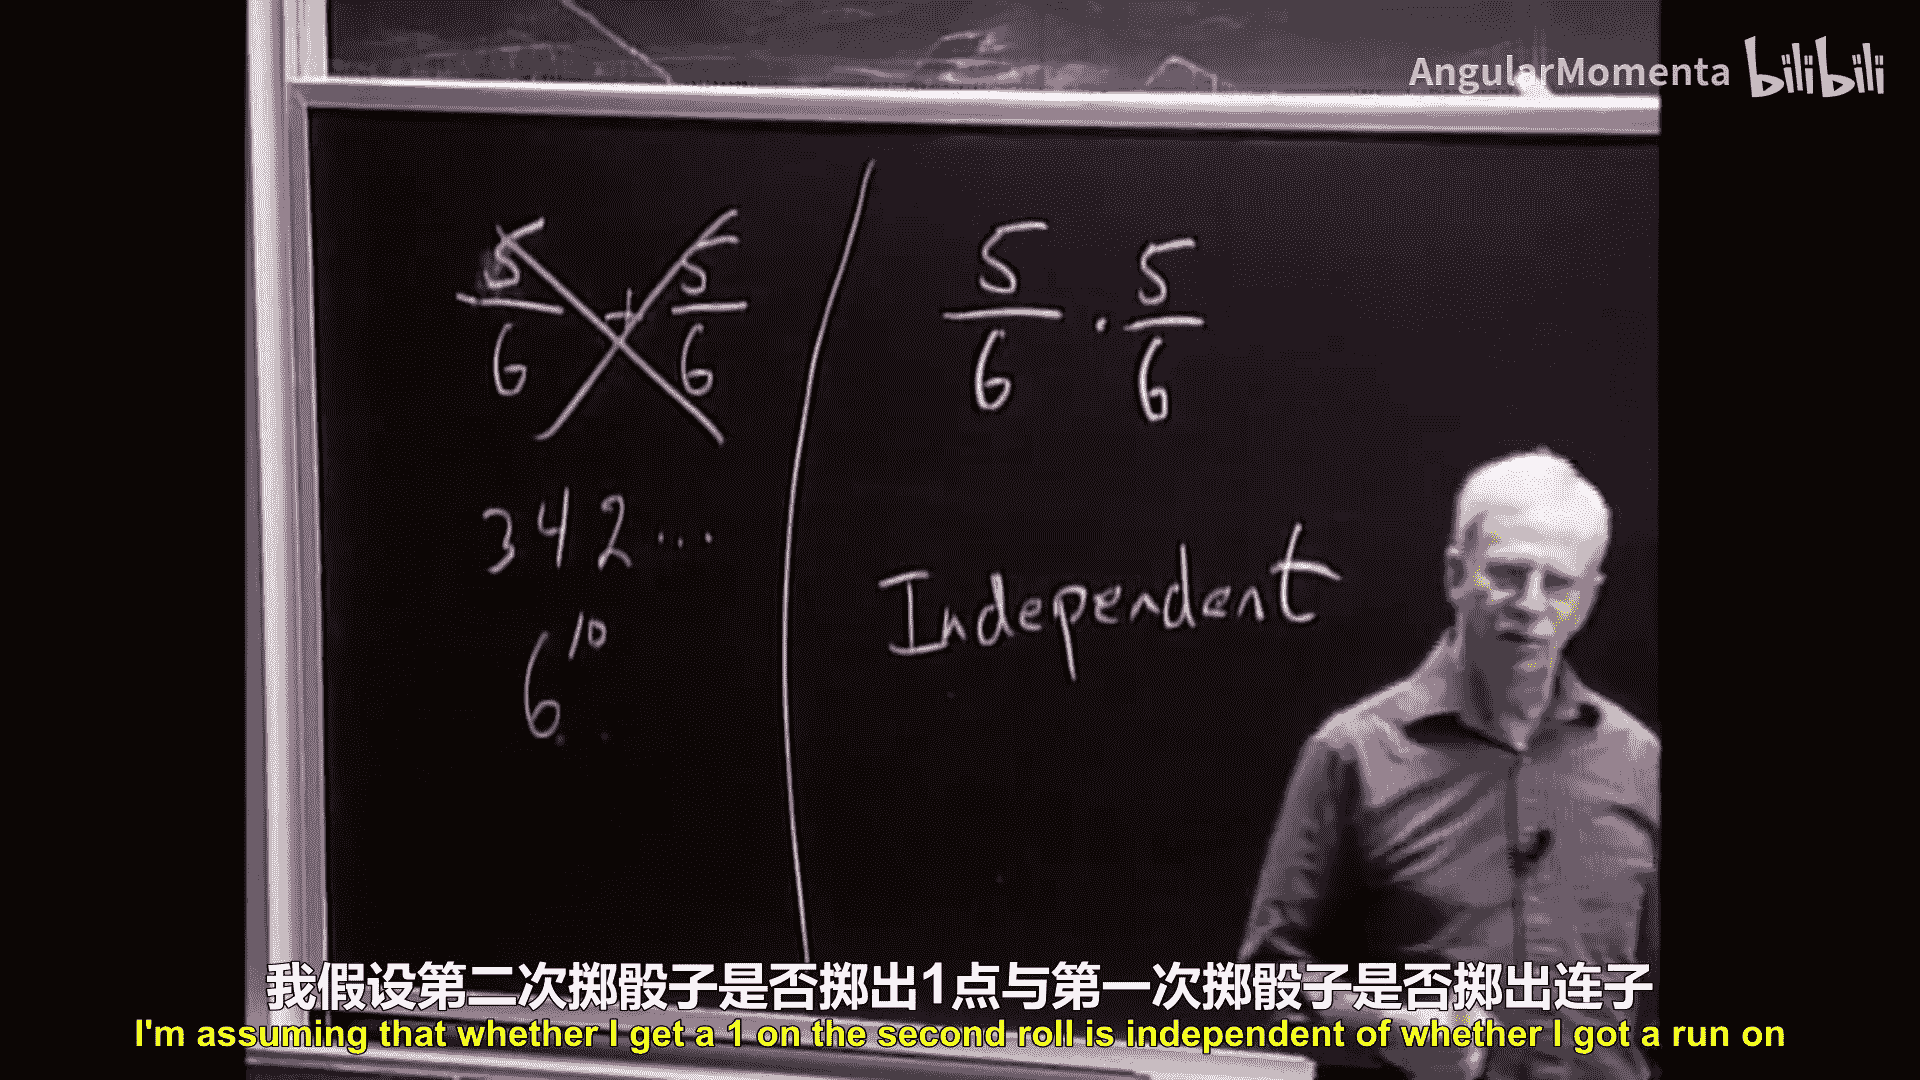 AngularMomenta bilibili
5/6 + 5/6
5/6 · 5/6
342...
6^10
Independent
我假设第二次掷骰子是否掷出1点与第一次掷骰子是否掷出连子
I'm assuming that whether I get a 1 on the second roll is independent of whether I got a run on